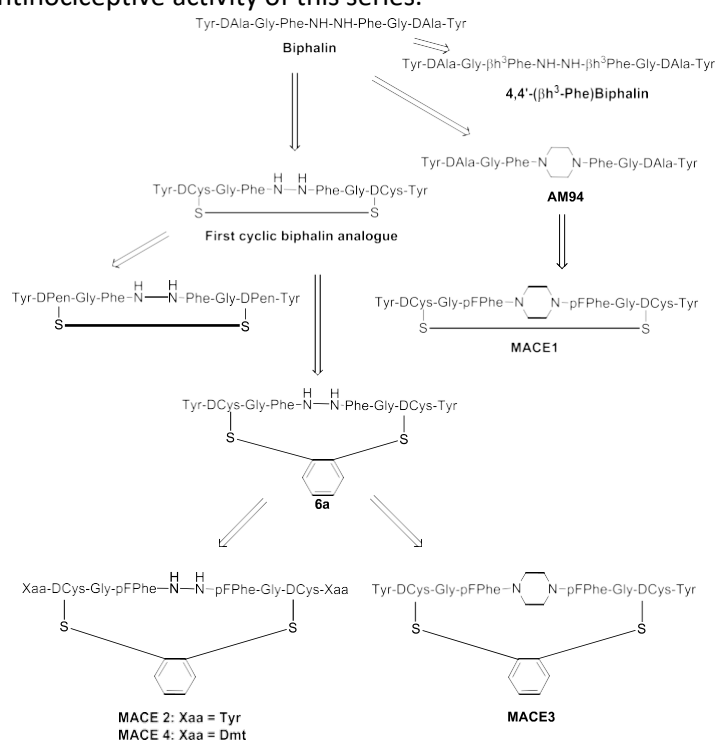 ntinociceptive activity of this series.
Tyr-DAla-Gly-Phe-NH-NH-Phe-Gly-DAla-Tyr
Biphalin
Tyr-DAla-Gly-βh³Phe-NH-NH-βh³Phe-Gly-DAla-Tyr
4,4'-(βh³-Phe)Biphalin
Tyr-DAla-Gly-Phe-N N-Phe-Gly-DAla-Tyr
AM94
H H
Tyr-DCys-Gly-Phe-N-N-Phe-Gly-DCys-Tyr
S S
First cyclic biphalin analogue
H H
Tyr-DPen-Gly-Phe-N-N-Phe-Gly-DPen-Tyr
S S
Tyr-DCys-Gly-pFPhe-N N-pFPhe-Gly-DCys-Tyr
S S
MACE1
H H
Tyr-DCys-Gly-Phe-N-N-Phe-Gly-DCys-Tyr
S S
6a
H H
Xaa-DCys-Gly-pFPhe-N-N-pFPhe-Gly-DCys-Xaa
S S
MACE 2: Xaa = Tyr
MACE 4: Xaa = Dmt
Tyr-DCys-Gly-pFPhe-N N-pFPhe-Gly-DCys-Tyr
S S
MACE3